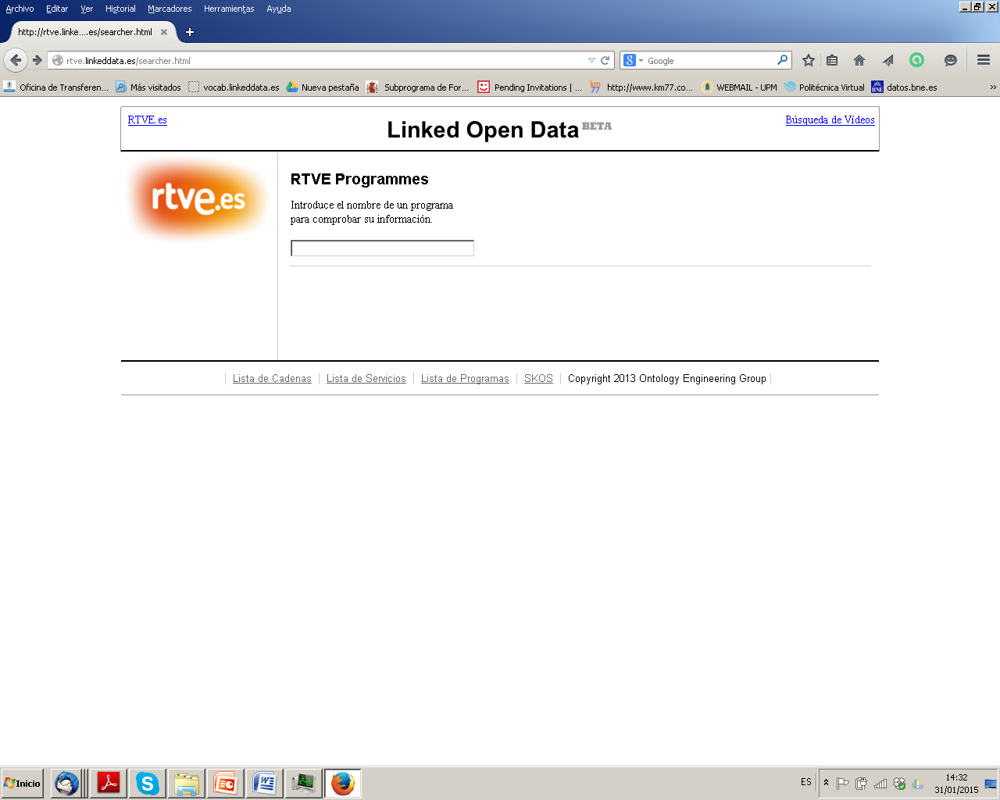 Archivo Editar Ver Historial Marcadores Herramientas Ayuda
http://rtve.linke....es/searcher.html
rtve.linkeddata.es/searcher.html
Google
Oficina de Transferen... Más visitados vocab.linkeddata.es Nueva pestaña Subprograma de For... Pending Invitations | ... km77 http://www.km77.co... WEBMAIL - UPM Politécnica Virtual BNE datos.bne.es
RTVE.es
Linked Open Data BETA
Búsqueda de Vídeos
rtve.es
RTVE Programmes
Introduce el nombre de un programa
para comprobar su información.
Lista de Cadenas Lista de Servicios Lista de Programas SKOS Copyright 2013 Ontology Engineering Group
Inicio
ES
14:32
31/01/2015